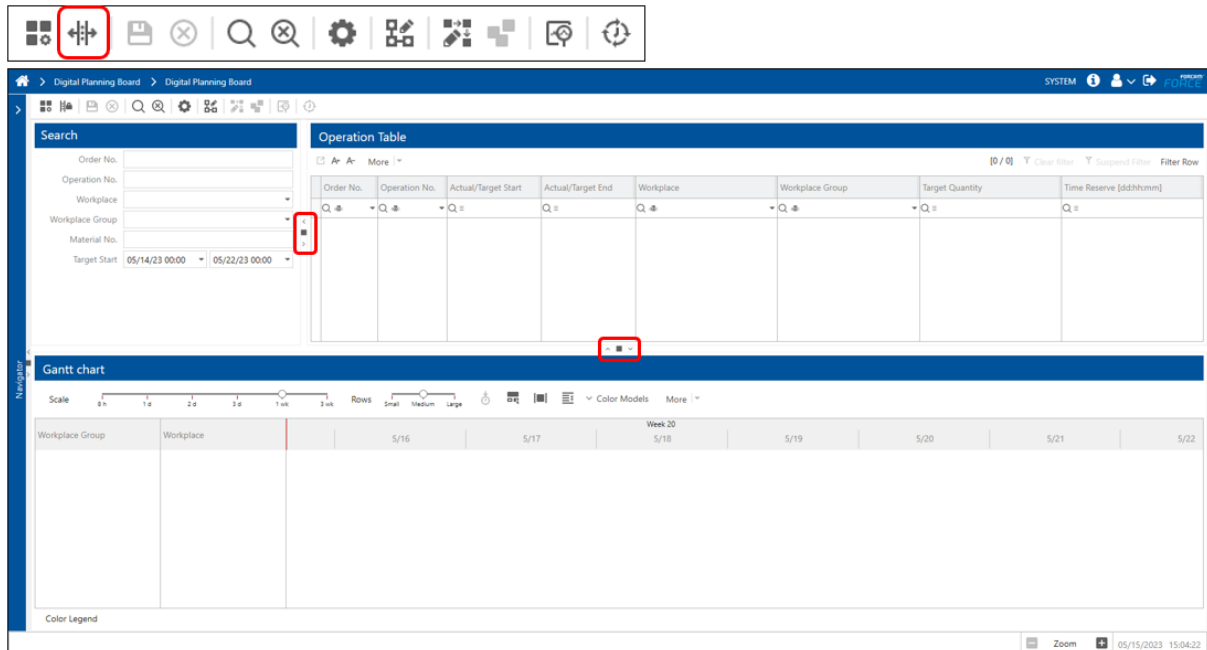 Digital Planning Board Digital Planning Board SYSTEM FORCAM FORCE
Search
Order No.
Operation No.
Workplace
Workplace Group
Material No.
Target Start 05/14/23 00:00 05/22/23 00:00
Operation Table
A+ A- More [0 / 0] Clear filter Suspend Filter Filter Row
Order No. Operation No. Actual/Target Start Actual/Target End Workplace Workplace Group Target Quantity Time Reserve [dd:hh:mm]
Navigator
Gantt chart
Scale 8 h 1 d 2 d 3 d 1 wk 3 wk Rows Small Medium Large Color Models More
Workplace Group Workplace
Week 20
5/16 5/17 5/18 5/19 5/20 5/21 5/22
Color Legend
Zoom 05/15/2023 15:04:22